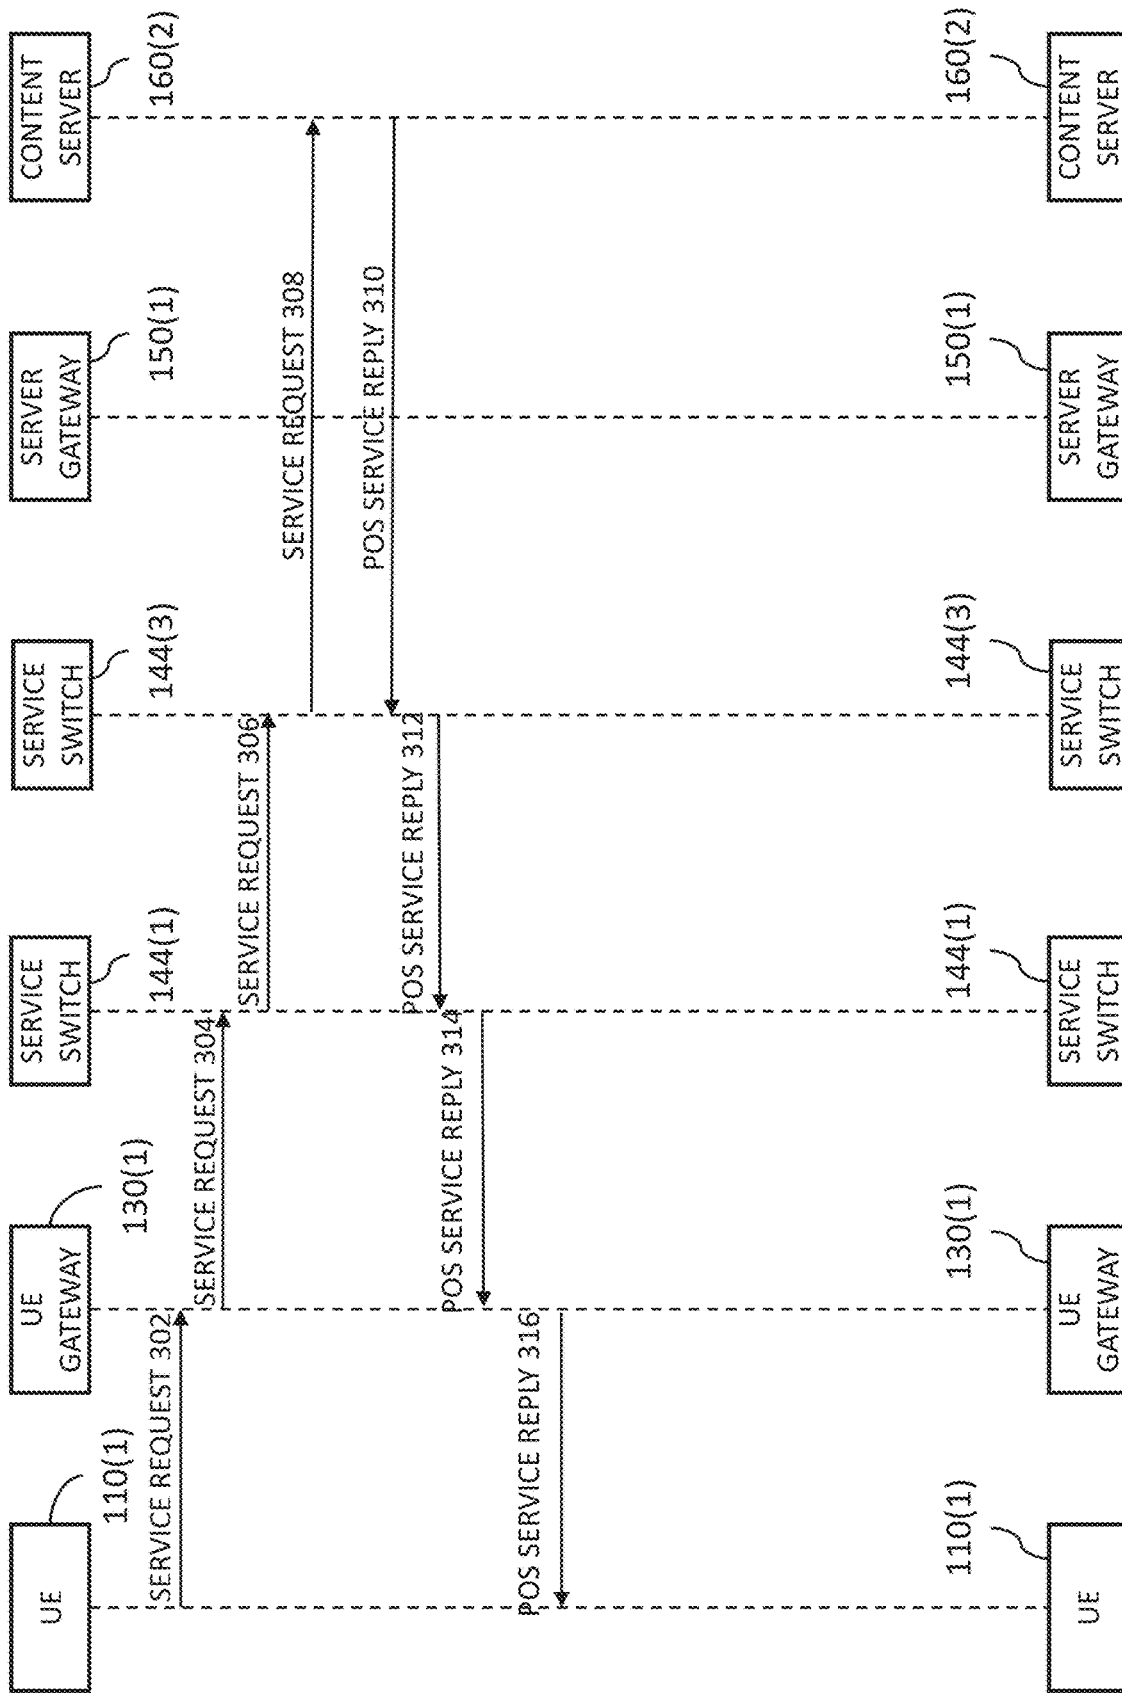 UE
110(1)
UE
GATEWAY
130(1)
SERVICE
SWITCH
144(1)
SERVICE
SWITCH
144(3)
SERVER
GATEWAY
150(1)
CONTENT
SERVER
160(2)
SERVICE REQUEST 302
SERVICE REQUEST 304
SERVICE REQUEST 306
SERVICE REQUEST 308
POS SERVICE REPLY 310
POS SERVICE REPLY 312
POS SERVICE REPLY 314
POS SERVICE REPLY 316
110(1)
UE
130(1)
UE
GATEWAY
144(1)
SERVICE
SWITCH
144(3)
SERVICE
SWITCH
150(1)
SERVER
GATEWAY
160(2)
CONTENT
SERVER